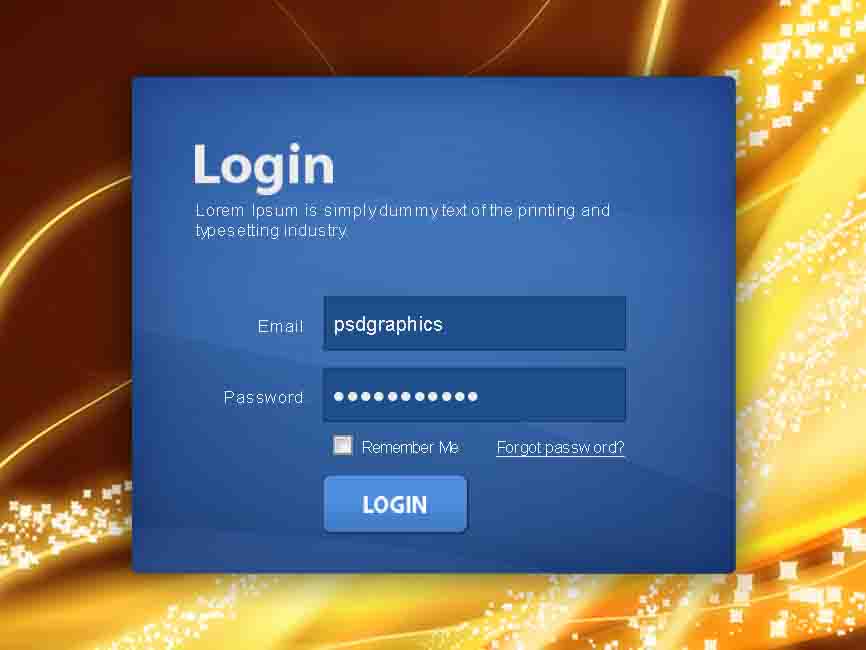 Login
Lorem Ipsum is simply dummy text of the printing and
typesetting industry.
Email
psdgraphics
Password
●●●●●●●●●●●
Remember Me Forgot password?
LOGIN